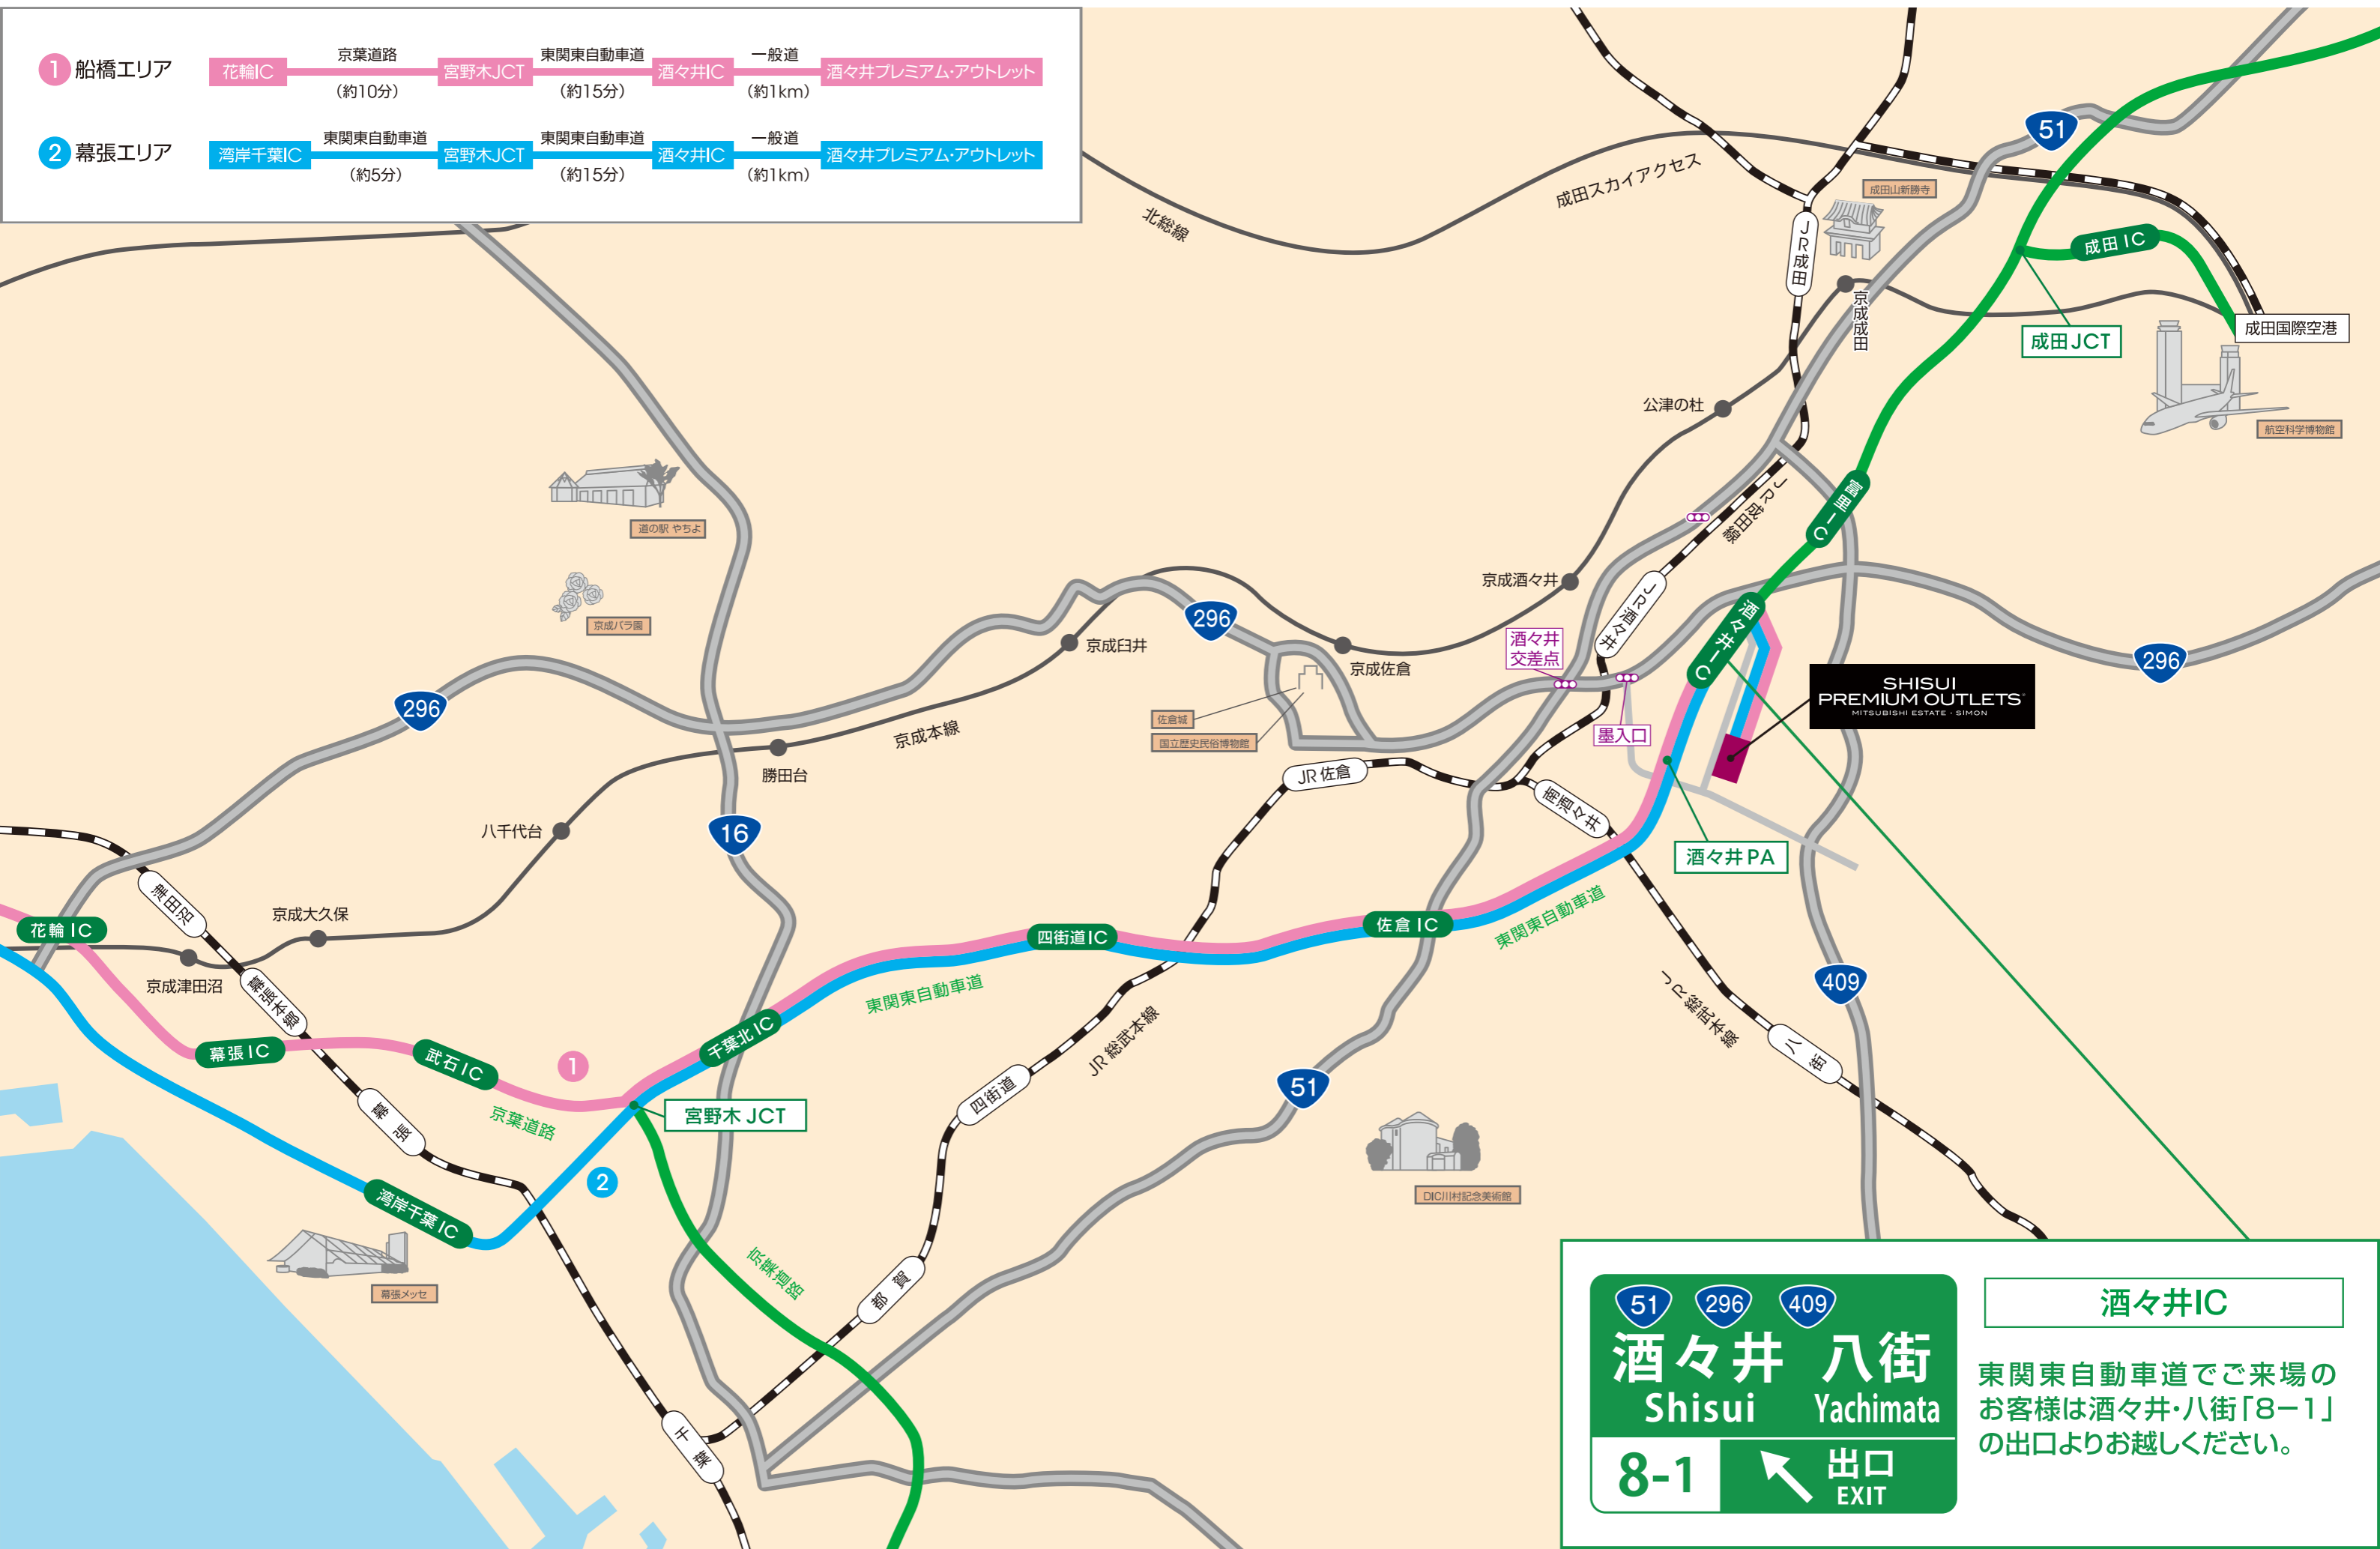 1 船橋エリア
花輪IC 京葉道路 (約10分) 宮野木JCT 東関東自動車道 (約15分) 酒々井IC 一般道 (約1km) 酒々井プレミアム・アウトレット
2 幕張エリア
湾岸千葉IC 東関東自動車道 (約5分) 宮野木JCT 東関東自動車道 (約15分) 酒々井IC 一般道 (約1km) 酒々井プレミアム・アウトレット
北総線
成田スカイアクセス
51
成田山新勝寺
JR成田
成田 IC
京成成田
成田国際空港
成田 JCT
公津の杜
航空科学博物館
道の駅 やちよ
JR成田線
富里 IC
京成酒々井
JR酒々井
京成バラ園
296
京成臼井
酒々井
交差点
酒々井 IC
京成佐倉
296
SHISUI
PREMIUM OUTLETS
MITSUBISHI ESTATE・SIMON
296
佐倉城
国立歴史民俗博物館
墨入口
京成本線
勝田台
JR 佐倉
南酒々井
八千代台
16
酒々井 PA
津田沼
京成大久保
花輪 IC
四街道 IC
佐倉 IC
東関東自動車道
京成津田沼
幕張本郷
東関東自動車道
409
JR総武本線
千葉北 IC
JR 総武本線
幕張 IC
武石 IC
1
八街
四街道
51
宮野木 JCT
京葉道路
幕張
2
DIC川村記念美術館
湾岸千葉 IC
幕張メッセ
京葉道路
都賀
千葉
51 296 409
酒々井 八街
Shisui Yachimata
8-1 出口
EXIT
酒々井IC
東関東自動車道でご来場の
お客様は酒々井・八街「8−1」
の出口よりお越しください。